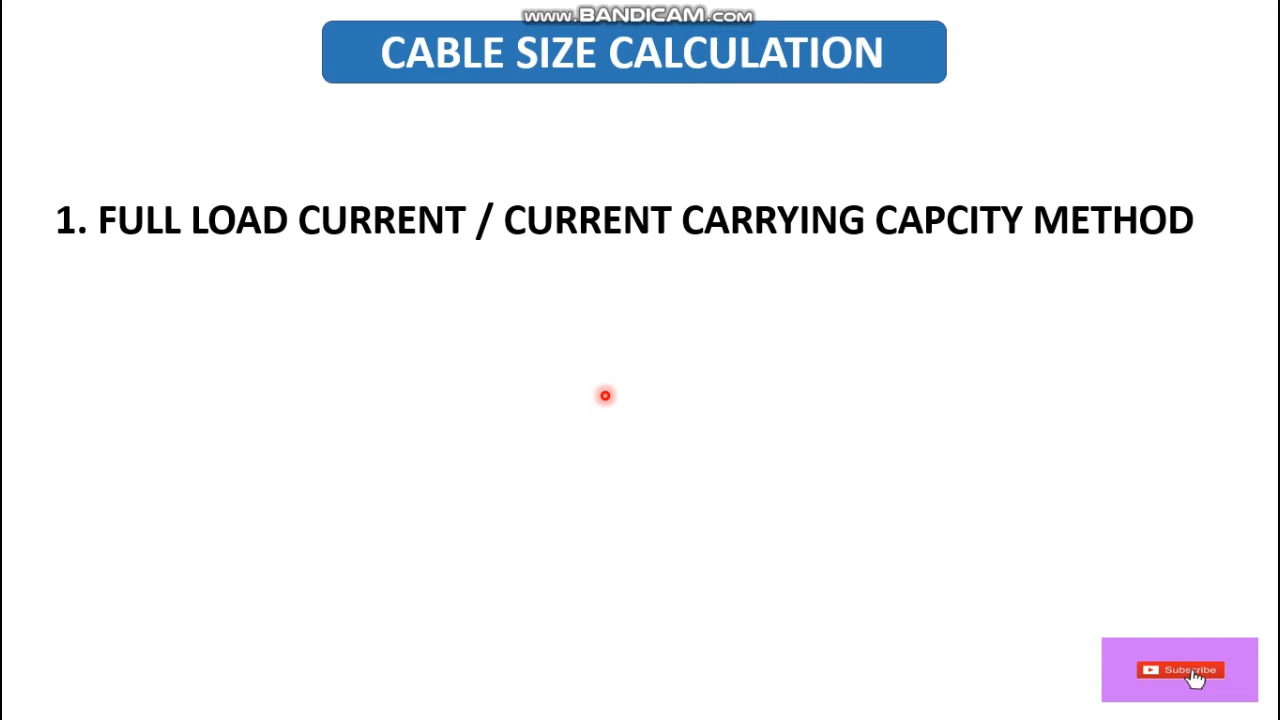 www.BANDICAM.com
CABLE SIZE CALCULATION
1. FULL LOAD CURRENT / CURRENT CARRYING CAPCITY METHOD
Subscribe